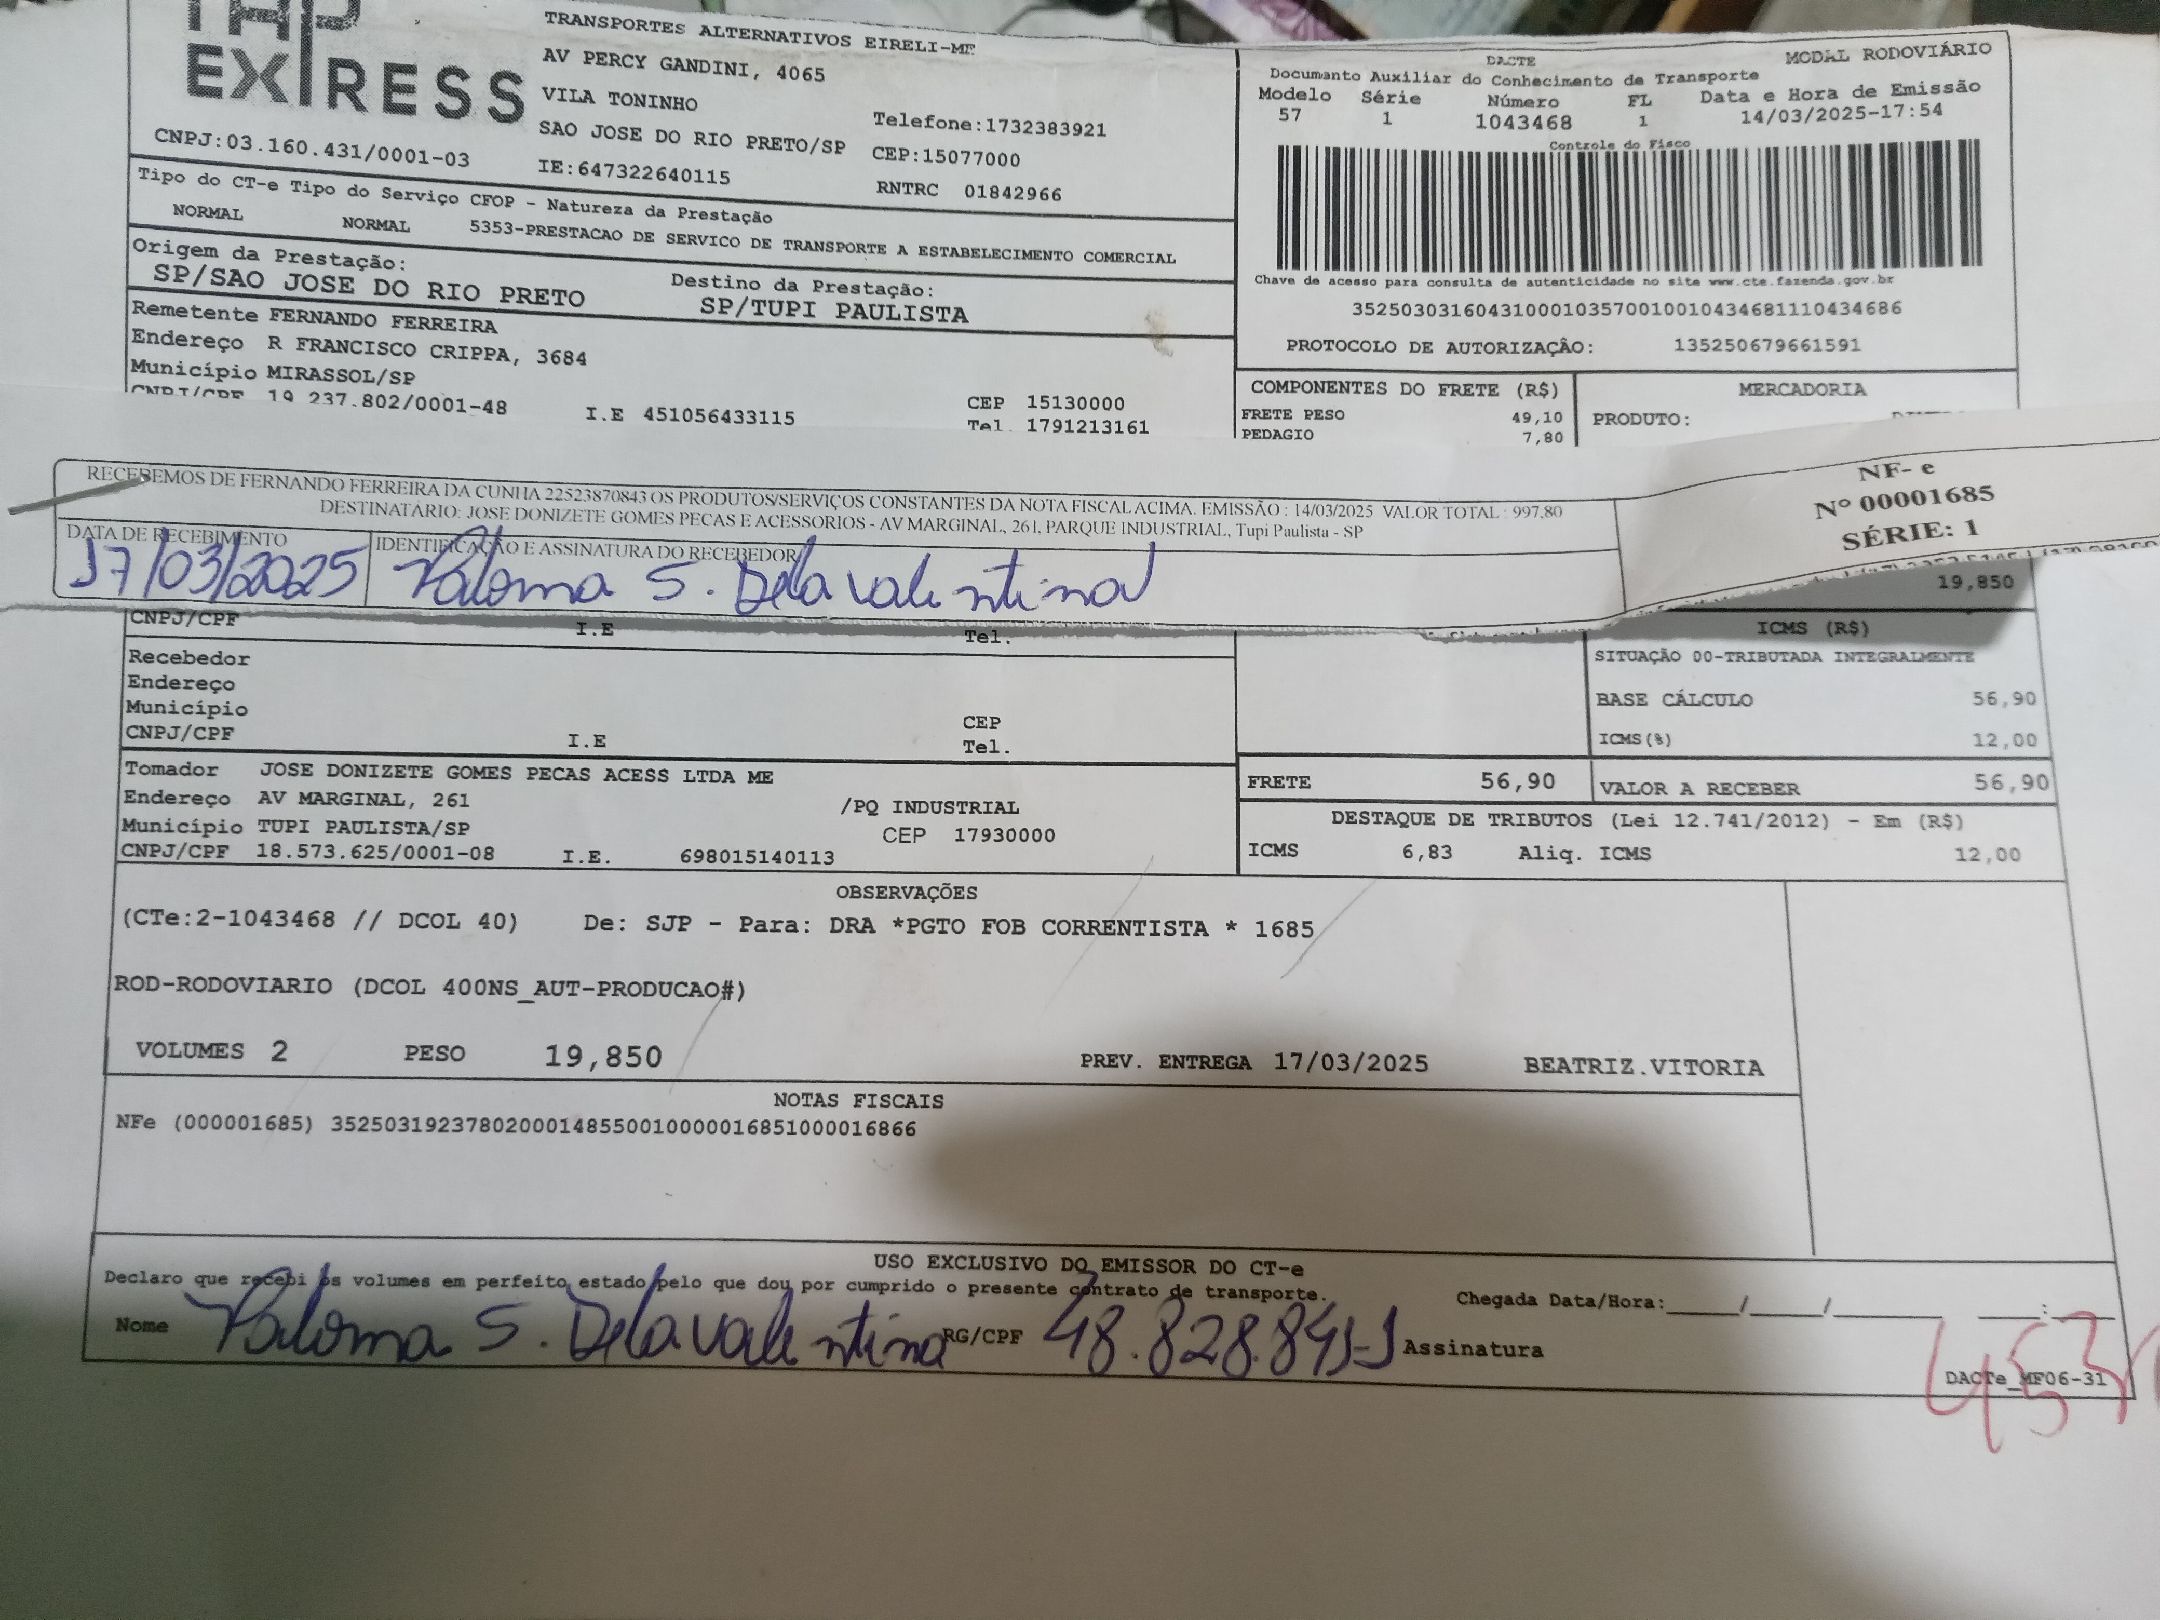 EXPRESS
TRANSPORTES ALTERNATIVOS EIRELI-ME
AV PERCY GANDINI, 4065
VILA TONINHO
SAO JOSE DO RIO PRETO/SP
Telefone:1732383921
CEP:15077000
CNPJ:03.160.431/0001-03
IE:647322640115
RNTRC 01842966
DACTE
MODAL RODOVIÁRIO
Documento Auxiliar do Conhecimento de Transporte
Modelo Série Número FL Data e Hora de Emissão
57 1 1043468 1 14/03/2025-17:54
Controle do Fisco
Chave de acesso para consulta de autenticidade no site www.cte.fazenda.gov.br
35250303160431000103570010010434681110434686
PROTOCOLO DE AUTORIZAÇÃO: 135250679661591
Tipo do CT-e Tipo do Serviço CFOP - Natureza da Prestação
NORMAL NORMAL 5353-PRESTACAO DE SERVICO DE TRANSPORTE A ESTABELECIMENTO COMERCIAL
Origem da Prestação:
SP/SAO JOSE DO RIO PRETO
Destino da Prestação:
SP/TUPI PAULISTA
Remetente FERNANDO FERREIRA
Endereço R FRANCISCO CRIPPA, 3684
Município MIRASSOL/SP
CNPJ/CPF 19.237.802/0001-48 I.E 451056433115
CEP 15130000
Tel. 1791213161
COMPONENTES DO FRETE (R$)
FRETE PESO 49,10
PEDAGIO 7,80
MERCADORIA
PRODUTO:
RECEBEMOS DE FERNANDO FERREIRA DA CUNHA 22523870843 OS PRODUTOS/SERVIÇOS CONSTANTES DA NOTA FISCAL ACIMA. EMISSÃO : 14/03/2025 VALOR TOTAL : 997,80
DESTINATÁRIO: JOSE DONIZETE GOMES PECAS E ACESSORIOS - AV MARGINAL, 261, PARQUE INDUSTRIAL, Tupi Paulista - SP
NF- e
Nº 00001685
SÉRIE: 1
DATA DE RECEBIMENTO
17/03/2025
IDENTIFICAÇÃO E ASSINATURA DO RECEBEDOR
Paloma S. Dela valentina
19,850
CNPJ/CPF I.E Tel.
Recebedor
Endereço
Município CEP
CNPJ/CPF I.E Tel.
ICMS (R$)
SITUAÇÃO 00-TRIBUTADA INTEGRALMENTE
BASE CÁLCULO 56,90
ICMS(%) 12,00
Tomador JOSE DONIZETE GOMES PECAS ACESS LTDA ME
Endereço AV MARGINAL, 261 /PQ INDUSTRIAL
Município TUPI PAULISTA/SP CEP 17930000
CNPJ/CPF 18.573.625/0001-08 I.E. 698015140113
FRETE 56,90 VALOR A RECEBER 56,90
DESTAQUE DE TRIBUTOS (Lei 12.741/2012) - Em (R$)
ICMS 6,83 Aliq. ICMS 12,00
OBSERVAÇÕES
(CTe:2-1043468 // DCOL 40) De: SJP - Para: DRA *PGTO FOB CORRENTISTA * 1685
ROD-RODOVIARIO (DCOL 400NS_AUT-PRODUCAO#)
VOLUMES 2 PESO 19,850 PREV. ENTREGA 17/03/2025 BEATRIZ.VITORIA
NOTAS FISCAIS
NFe (000001685) 35250319237802000148550010000016851000016866
USO EXCLUSIVO DO EMISSOR DO CT-e
Declaro que recebi os volumes em perfeito estado pelo que dou por cumprido o presente contrato de transporte.
Chegada Data/Hora:_____/_____/______ ____:____
Nome Paloma S. Dela valentina RG/CPF Assinatura
DACTe_MF06-31